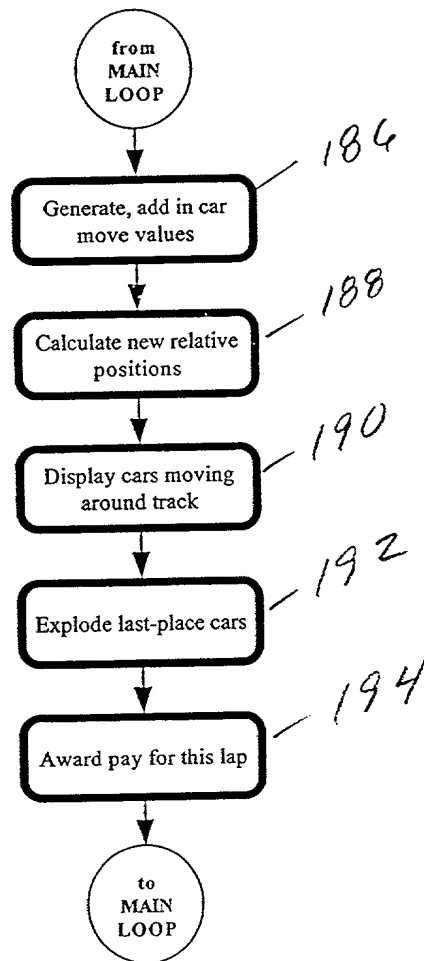 from
MAIN
LOOP
186
Generate, add in car
move values
188
Calculate new relative
positions
190
Display cars moving
around track
192
Explode last-place cars
194
Award pay for this lap
to
MAIN
LOOP